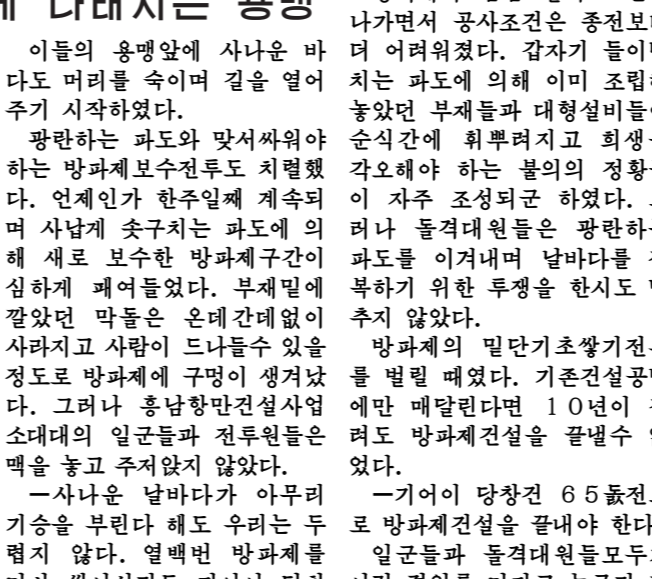 나래치는 용맹
이들의 용맹앞에 사나운 바
다도 머리를 숙이며 길을 열어
주기 시작하였다.
광란하는 파도와 맞서싸워야
하는 방파제보수전투도 치렬했
다. 언제인가 한주일째 계속되
며 사납게 솟구치는 파도에 의
해 새로 보수한 방파제구간이
심하게 패여들었다. 부재밑에
깔았던 막돌은 온데간데없이
사라지고 사람이 드나들수 있을
정도로 방파제에 구멍이 생겨났
다. 그러나 흥남항만건설사업
소대대의 일군들과 전투원들은
맥을 놓고 주저앉지 않았다.
―사나운 날바다가 아무리
기승을 부린다 해도 우리는 두
렵지 않다. 열백번 방파제를
나가면서 공사조건은 종전보다
더 어려워졌다. 갑자기 들이
치는 파도에 의해 이미 조립
놓았던 부재들과 대형설비들
순식간에 휘뿌려지고 희생
각오해야 하는 불의의 정황
이 자주 조성되군 하였다.
러나 돌격대원들은 광란하
파도를 이겨내며 날바다를
복하기 위한 투쟁을 한시도
추지 않았다.
방파제의 밑단기초쌓기전
를 벌릴 때였다. 기존건설공
에만 매달린다면 10년이
려도 방파제건설을 끝낼수
었다.
―기어이 당창건 65돐전
로 방파제건설을 끝내야 한다
일군들과 돌격대원들모두